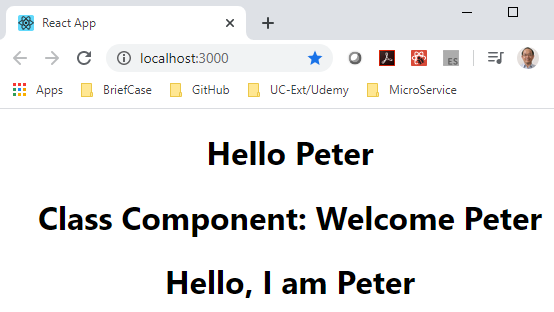 React App
localhost:3000
ES
Apps BriefCase GitHub UC-Ext/Udemy MicroService
Hello Peter
Class Component: Welcome Peter
Hello, I am Peter